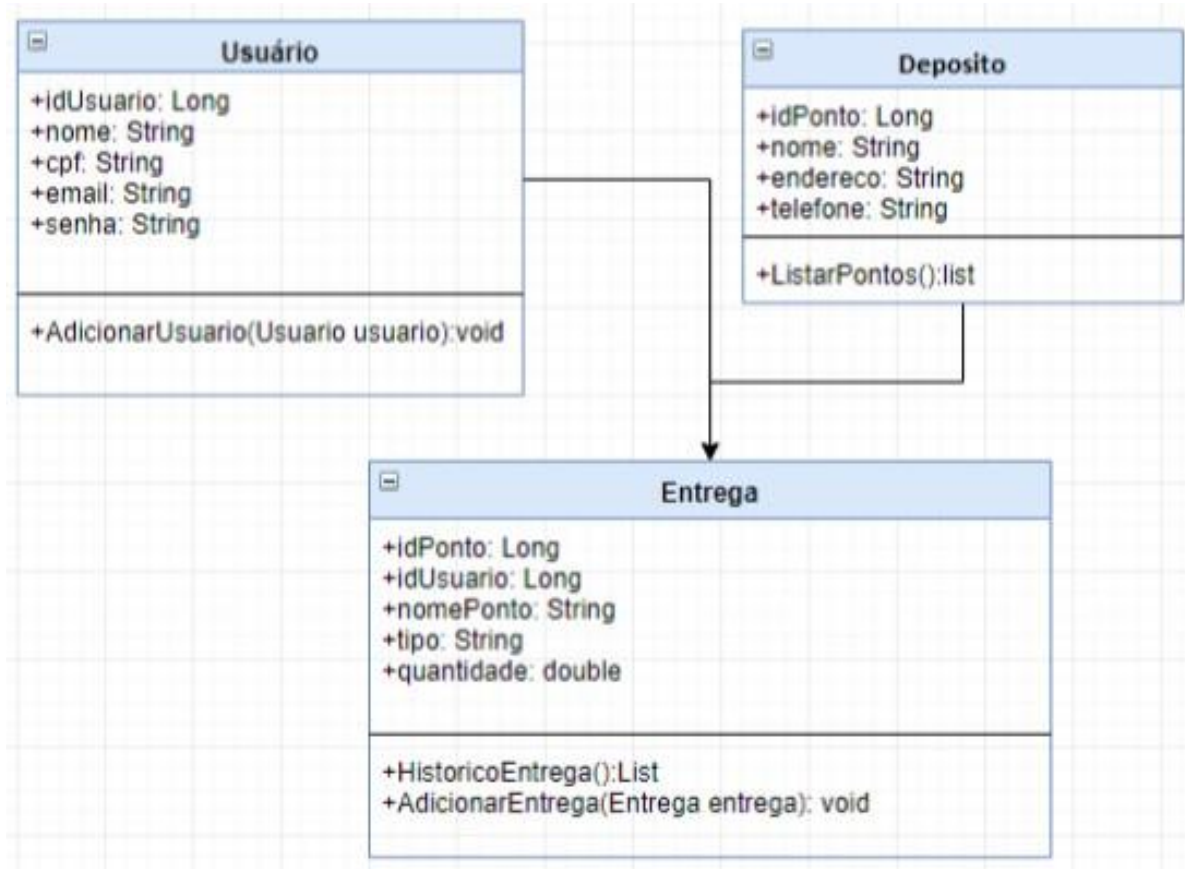 Usuário
+idUsuario: Long
+nome: String
+cpf: String
+email: String
+senha: String
+AdicionarUsuario(Usuario usuario):void
Deposito
+idPonto: Long
+nome: String
+endereco: String
+telefone: String
+ListarPontos():list
Entrega
+idPonto: Long
+idUsuario: Long
+nomePonto: String
+tipo: String
+quantidade: double
+HistoricoEntrega():List
+AdicionarEntrega(Entrega entrega): void